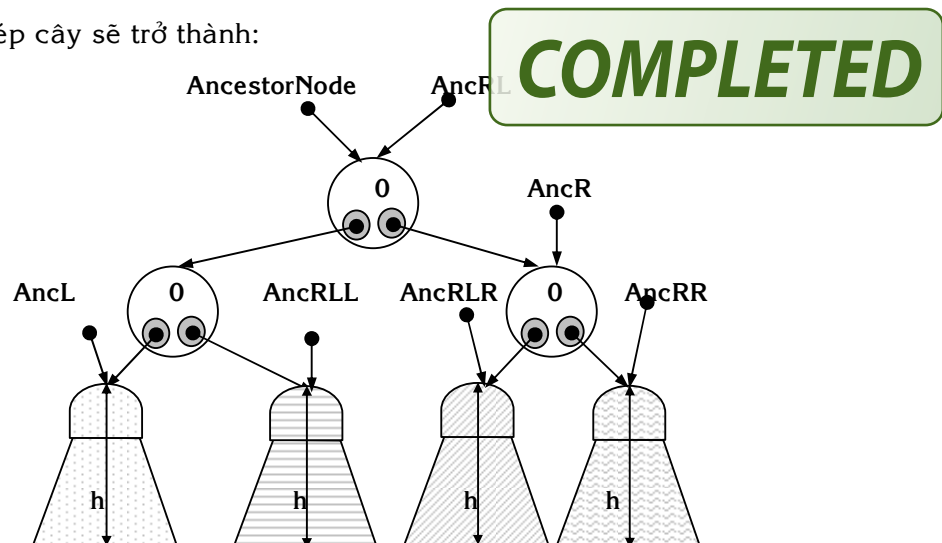 ép cây sẽ trở thành:
COMPLETED
AncestorNode AncRL
0
AncR
AncL 0 AncRLL AncRLR 0 AncRR
h h h h